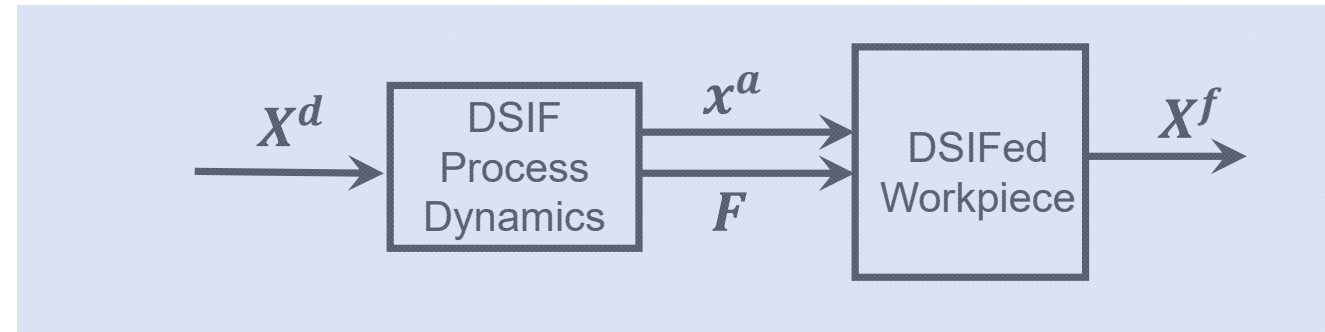 X^d
DSIF
Process
Dynamics
x^a
F
DSIFed
Workpiece
X^f